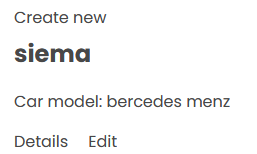 Create new
siema
Car model: bercedes menz
Details Edit